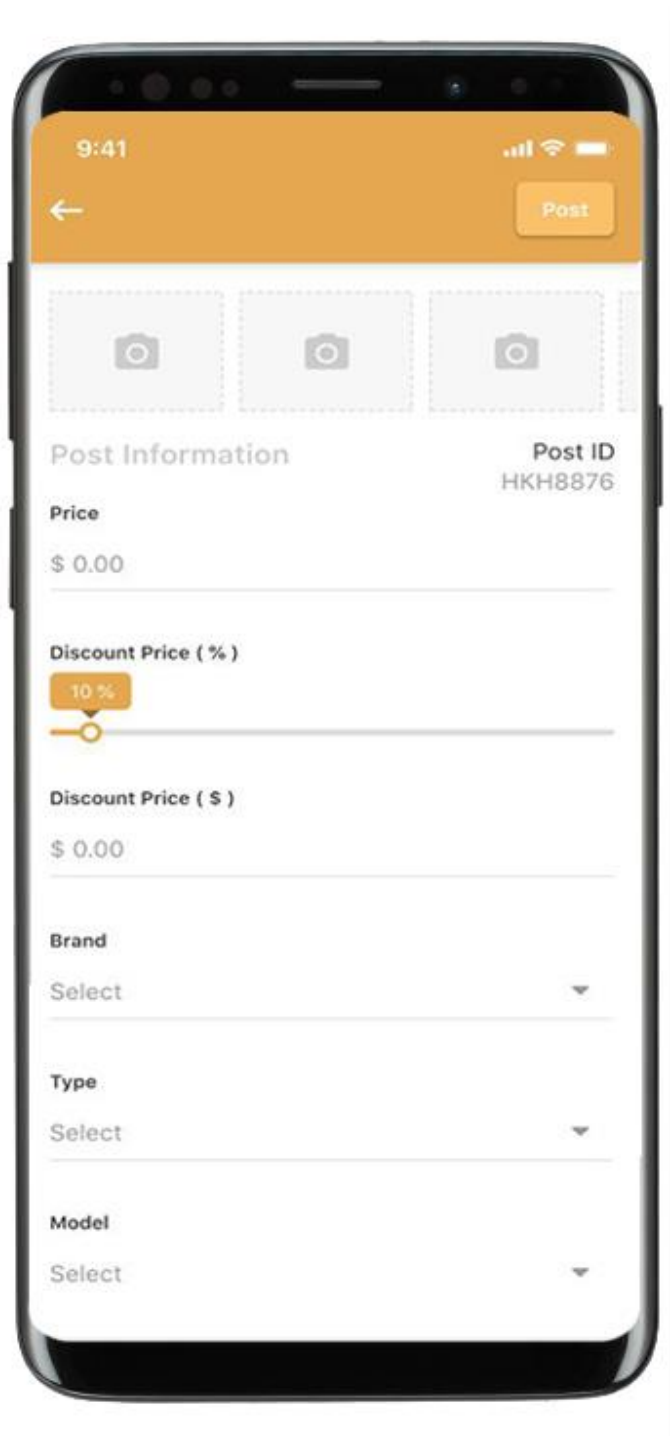 9:41
Post
Post Information
Post ID
HKH8876
Price
$ 0.00
Discount Price ( % )
10 %
Discount Price ( $ )
$ 0.00
Brand
Select
Type
Select
Model
Select